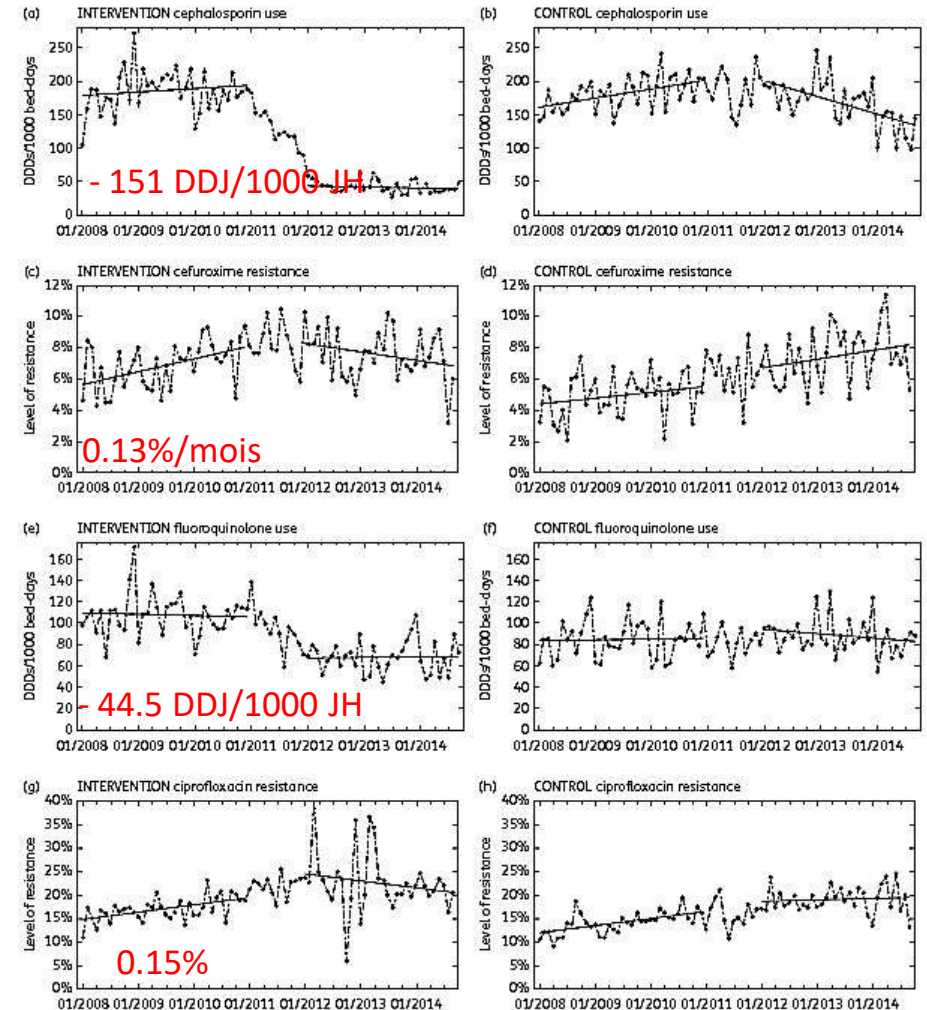 (a) INTERVENTION cephalosporin use
DDDs/1000 bed-days
250
200
150
100
50
0
- 151 DDJ/1000 JH
01/2008 01/2009 01/2010 01/2011 01/2012 01/2013 01/2014
(b) CONTROL cephalosporin use
DDDs/1000 bed-days
250
200
150
100
50
0
01/2008 01/2009 01/2010 01/2011 01/2012 01/2013 01/2014
(c) INTERVENTION cefuroxime resistance
Level of resistance
12%
10%
8%
6%
4%
2%
0%
0.13%/mois
01/2008 01/2009 01/2010 01/2011 01/2012 01/2013 01/2014
(d) CONTROL cefuroxime resistance
Level of resistance
12%
10%
8%
6%
4%
2%
0%
01/2008 01/2009 01/2010 01/2011 01/2012 01/2013 01/2014
(e) INTERVENTION fluoroquinolone use
DDDs/1000 bed-days
160
140
120
100
80
60
40
20
0
- 44.5 DDJ/1000 JH
01/2008 01/2009 01/2010 01/2011 01/2012 01/2013 01/2014
(f) CONTROL fluoroquinolone use
DDDs/1000 bed-days
160
140
120
100
80
60
40
20
0
01/2008 01/2009 01/2010 01/2011 01/2012 01/2013 01/2014
(g) INTERVENTION ciprofloxacin resistance
Level of resistance
40%
35%
30%
25%
20%
15%
10%
5%
0%
0.15%
01/2008 01/2009 01/2010 01/2011 01/2012 01/2013 01/2014
(h) CONTROL ciprofloxacin resistance
Level of resistance
40%
35%
30%
25%
20%
15%
10%
5%
0%
01/2008 01/2009 01/2010 01/2011 01/2012 01/2013 01/2014